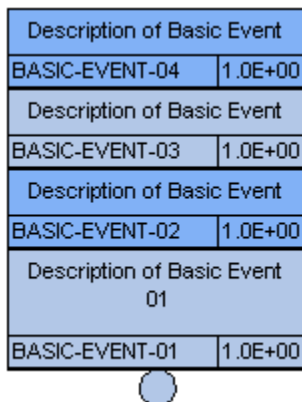 Description of Basic Event
BASIC-EVENT-04 1.0E+00
Description of Basic Event
BASIC-EVENT-03 1.0E+00
Description of Basic Event
BASIC-EVENT-02 1.0E+00
Description of Basic Event
01
BASIC-EVENT-01 1.0E+00